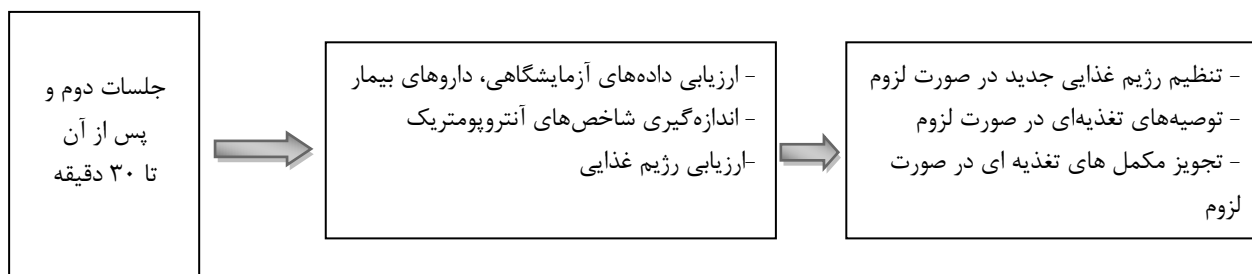 جلسات دوم و
پس از آن
تا ۳۰ دقیقه
- ارزیابی داده‌های آزمایشگاهی، داروهای بیمار
- اندازه‌گیری شاخص‌های آنتروپومتریک
-ارزیابی رژیم غذایی
- تنظیم رژیم غذایی جدید در صورت لزوم
- توصیه‌های تغذیه‌ای در صورت لزوم
- تجویز مکمل های تغذیه ای در صورت
لزوم